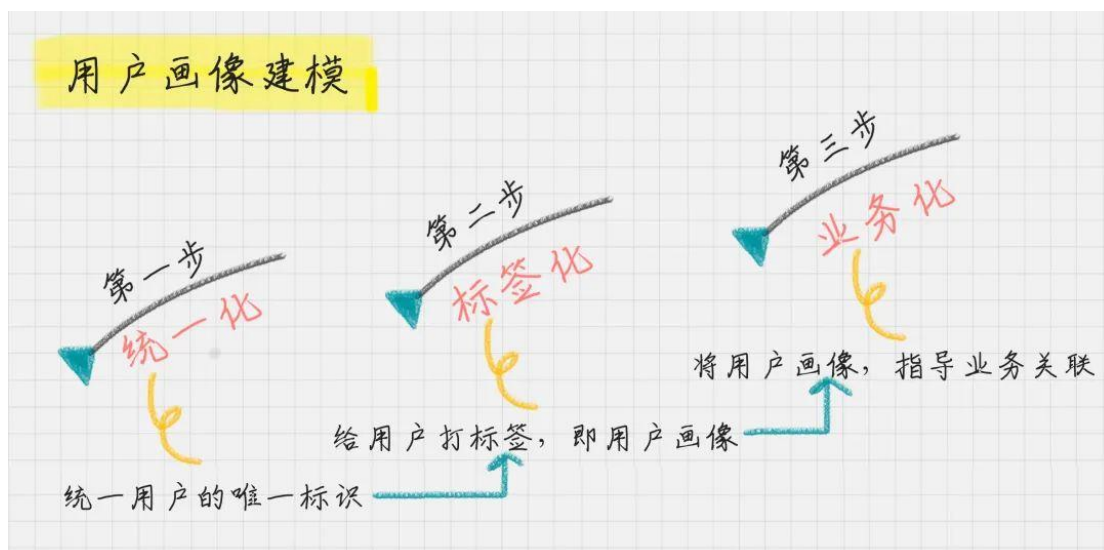 用户画像建模
第一步
统一化
统一用户的唯一标识
第二步
标签化
给用户打标签，即用户画像
第三步
业务化
将用户画像，指导业务关联